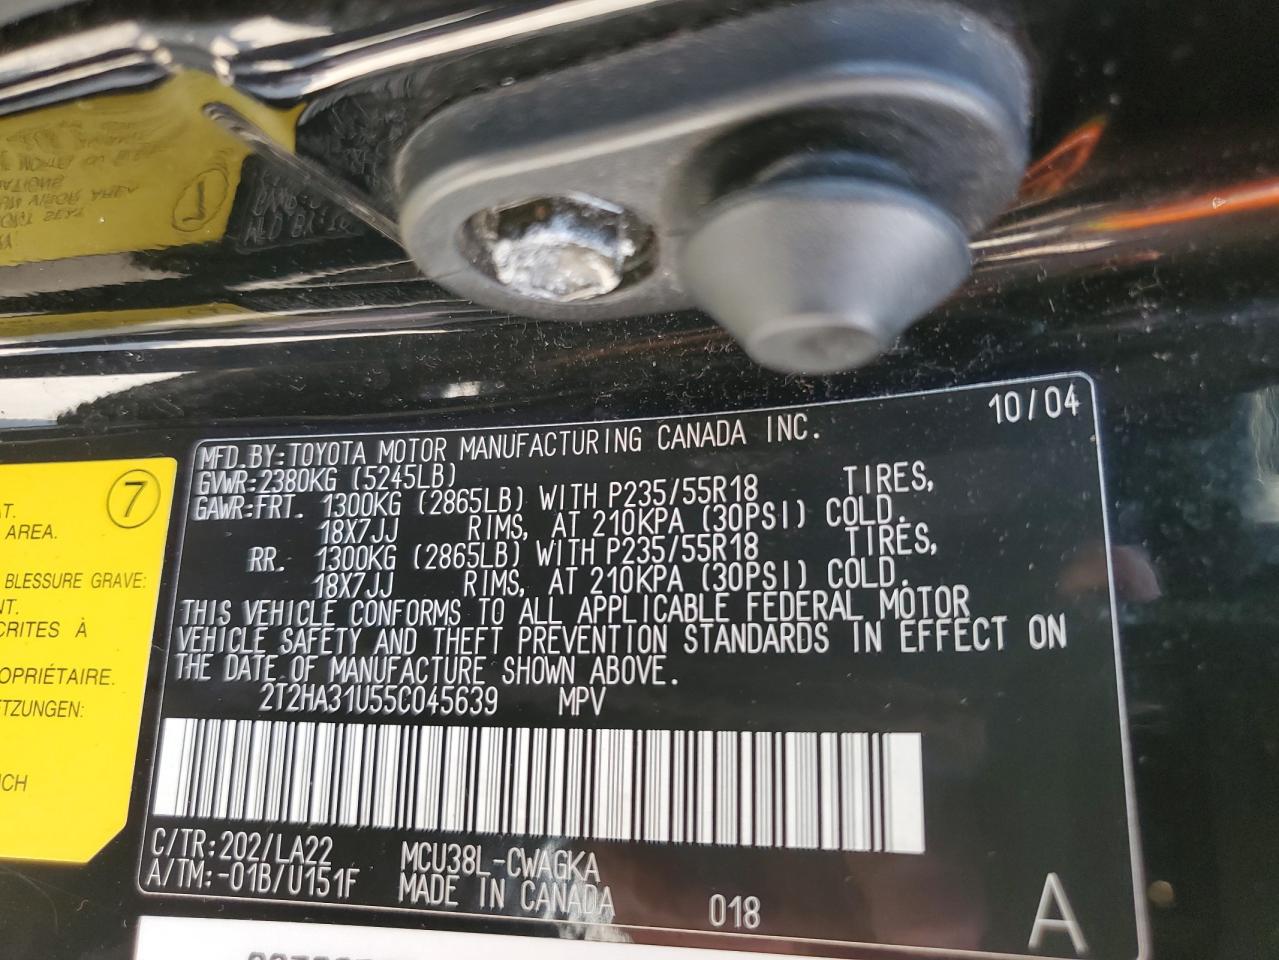 10/04
MFD.BY:TOYOTA MOTOR MANUFACTURING CANADA INC.
GVWR:2380KG (5245LB)
GAWR:FRT. 1300KG (2865LB) WITH P235/55R18 TIRES,
18X7JJ RIMS, AT 210KPA (30PSI) COLD.
RR. 1300KG (2865LB) WITH P235/55R18 TIRES,
18X7JJ RIMS, AT 210KPA (30PSI) COLD.
THIS VEHICLE CONFORMS TO ALL APPLICABLE FEDERAL MOTOR
VEHICLE SAFETY AND THEFT PREVENTION STANDARDS IN EFFECT ON
THE DATE OF MANUFACTURE SHOWN ABOVE.
2T2HA31U55C045639 MPV
C/TR:202/LA22 MCU38L-CWAGKA
A/TM:-01B/U151F MADE IN CANADA 018 A
7
AREA.
BLESSURE GRAVE:
À